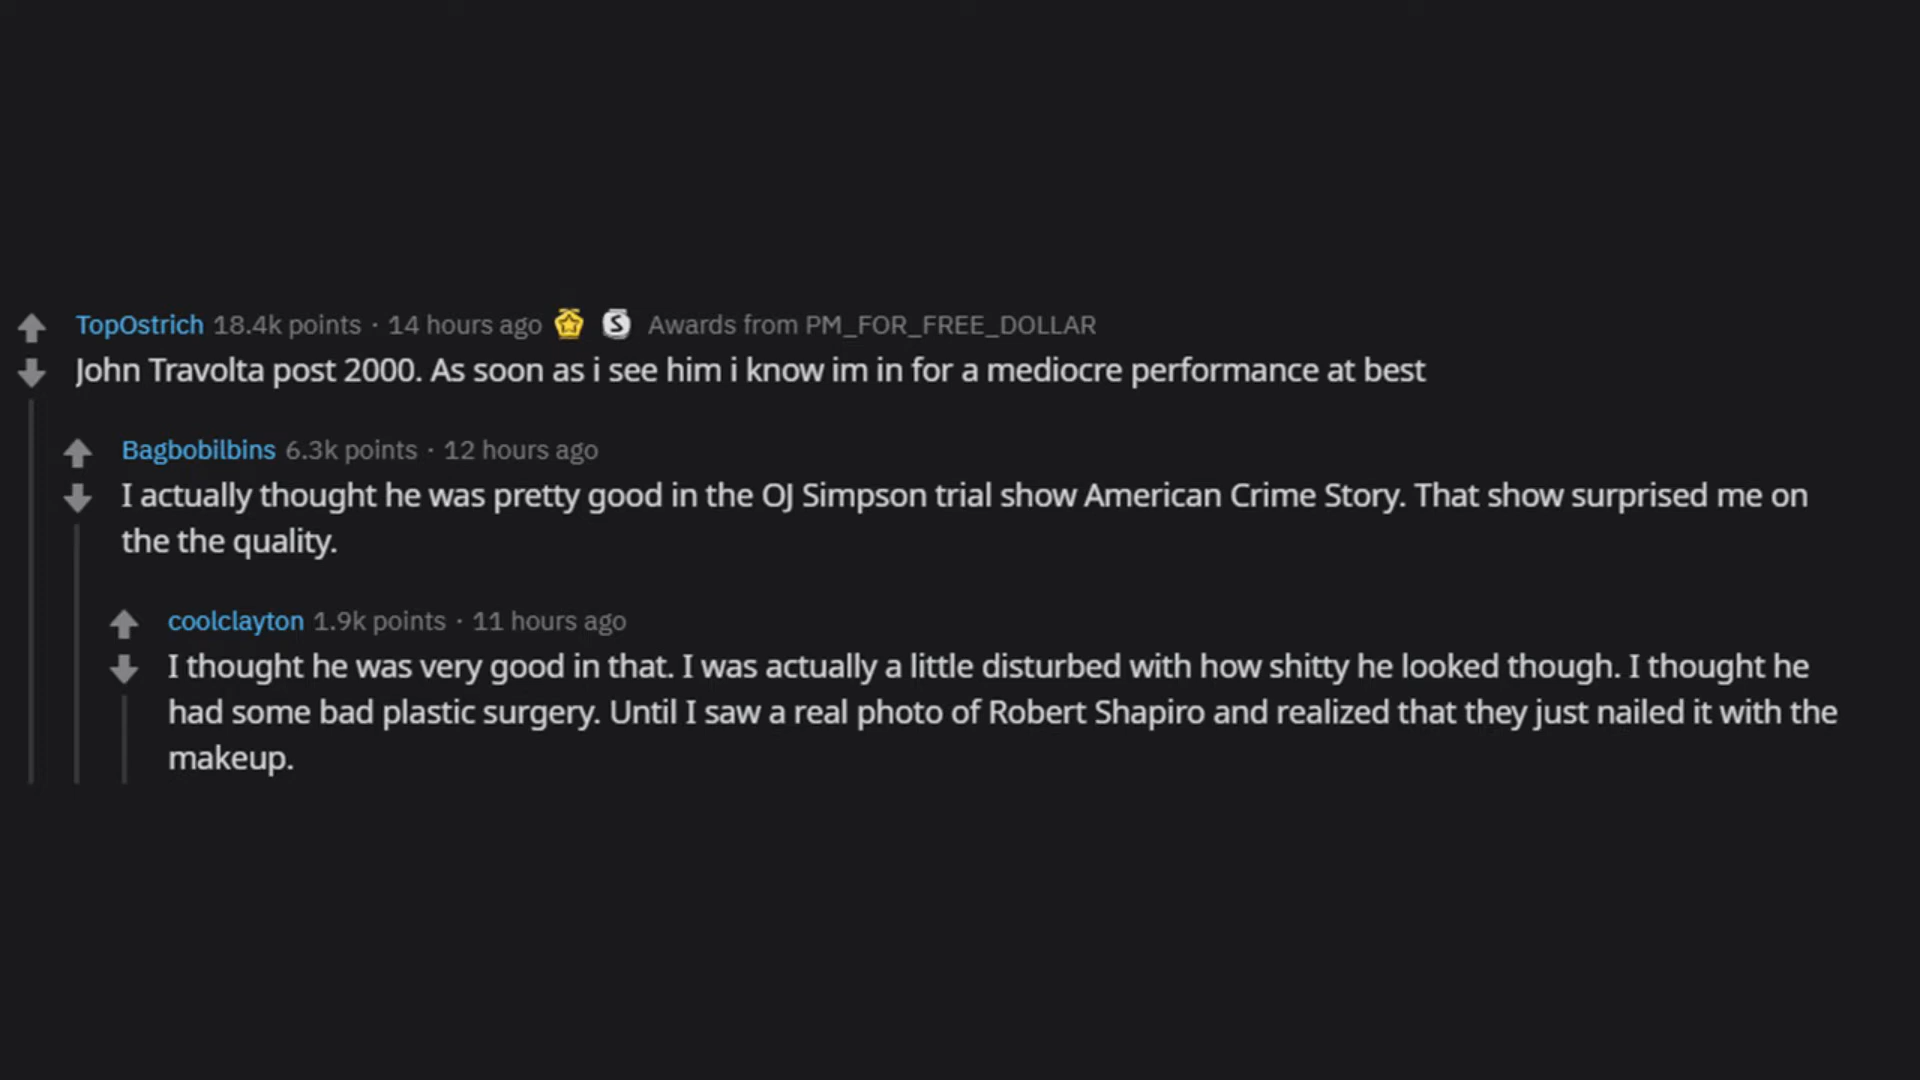 TopOstrich 18.4k points · 14 hours ago S Awards from PM_FOR_FREE_DOLLAR
John Travolta post 2000. As soon as i see him i know im in for a mediocre performance at best
Bagbobilbins 6.3k points · 12 hours ago
I actually thought he was pretty good in the OJ Simpson trial show American Crime Story. That show surprised me on
the the quality.
coolclayton 1.9k points · 11 hours ago
I thought he was very good in that. I was actually a little disturbed with how shitty he looked though. I thought he
had some bad plastic surgery. Until I saw a real photo of Robert Shapiro and realized that they just nailed it with the
makeup.